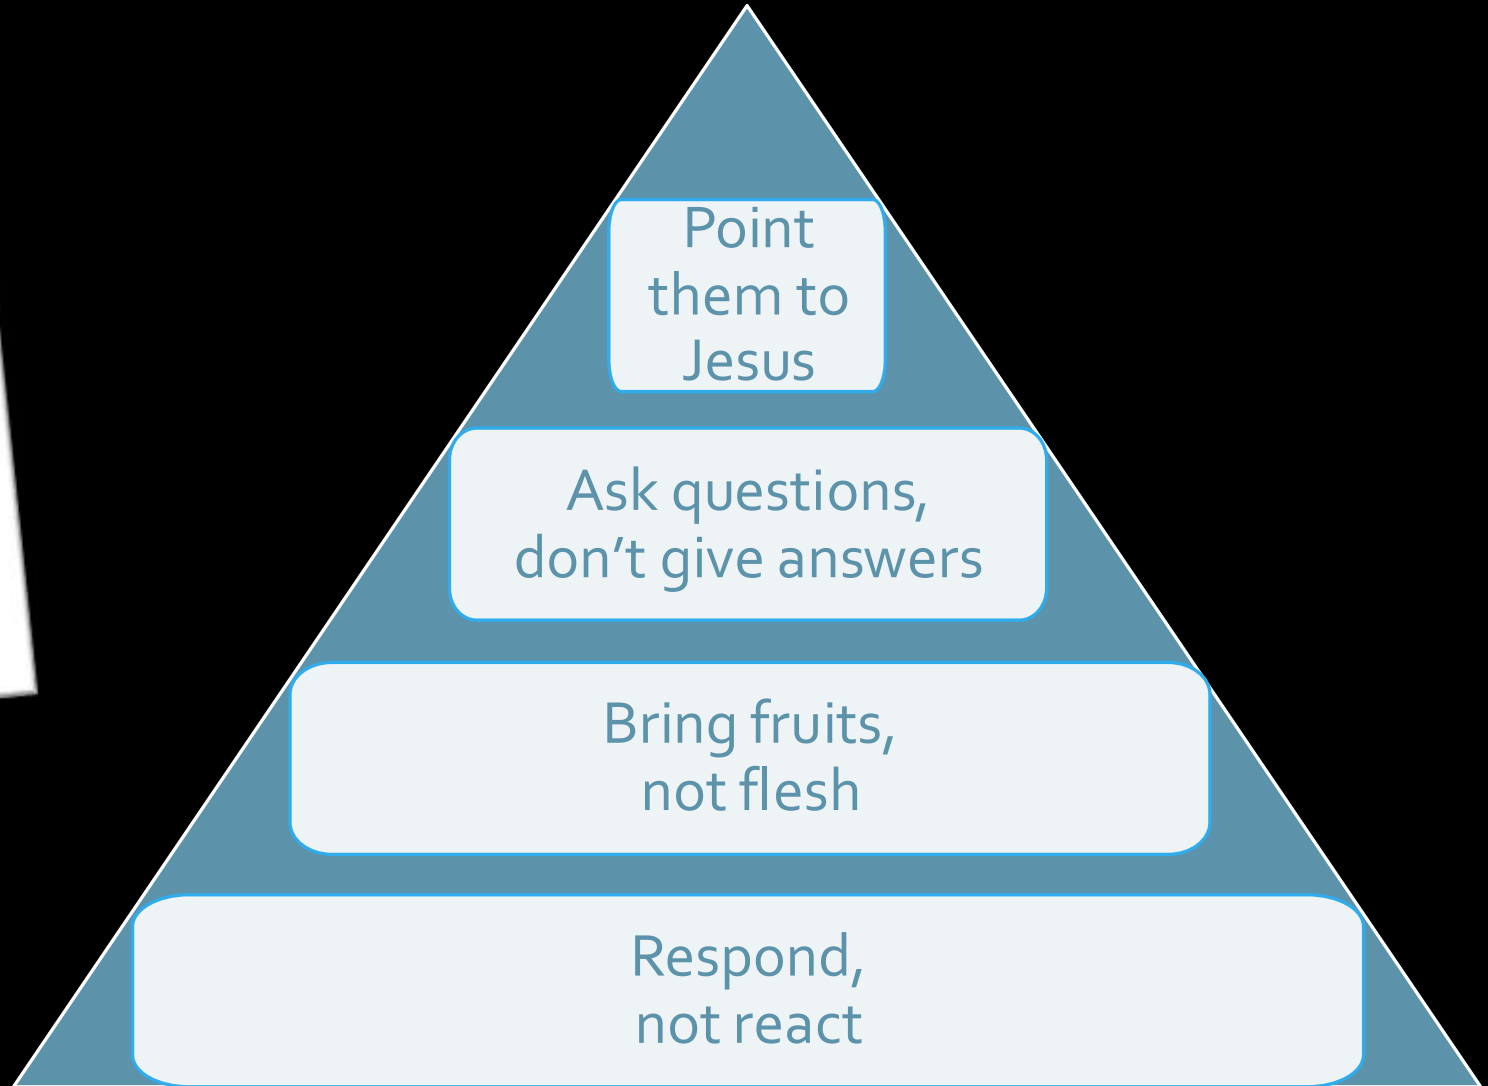 Point
them to
Jesus
Ask questions,
don’t give answers
Bring fruits,
not flesh
Respond,
not react